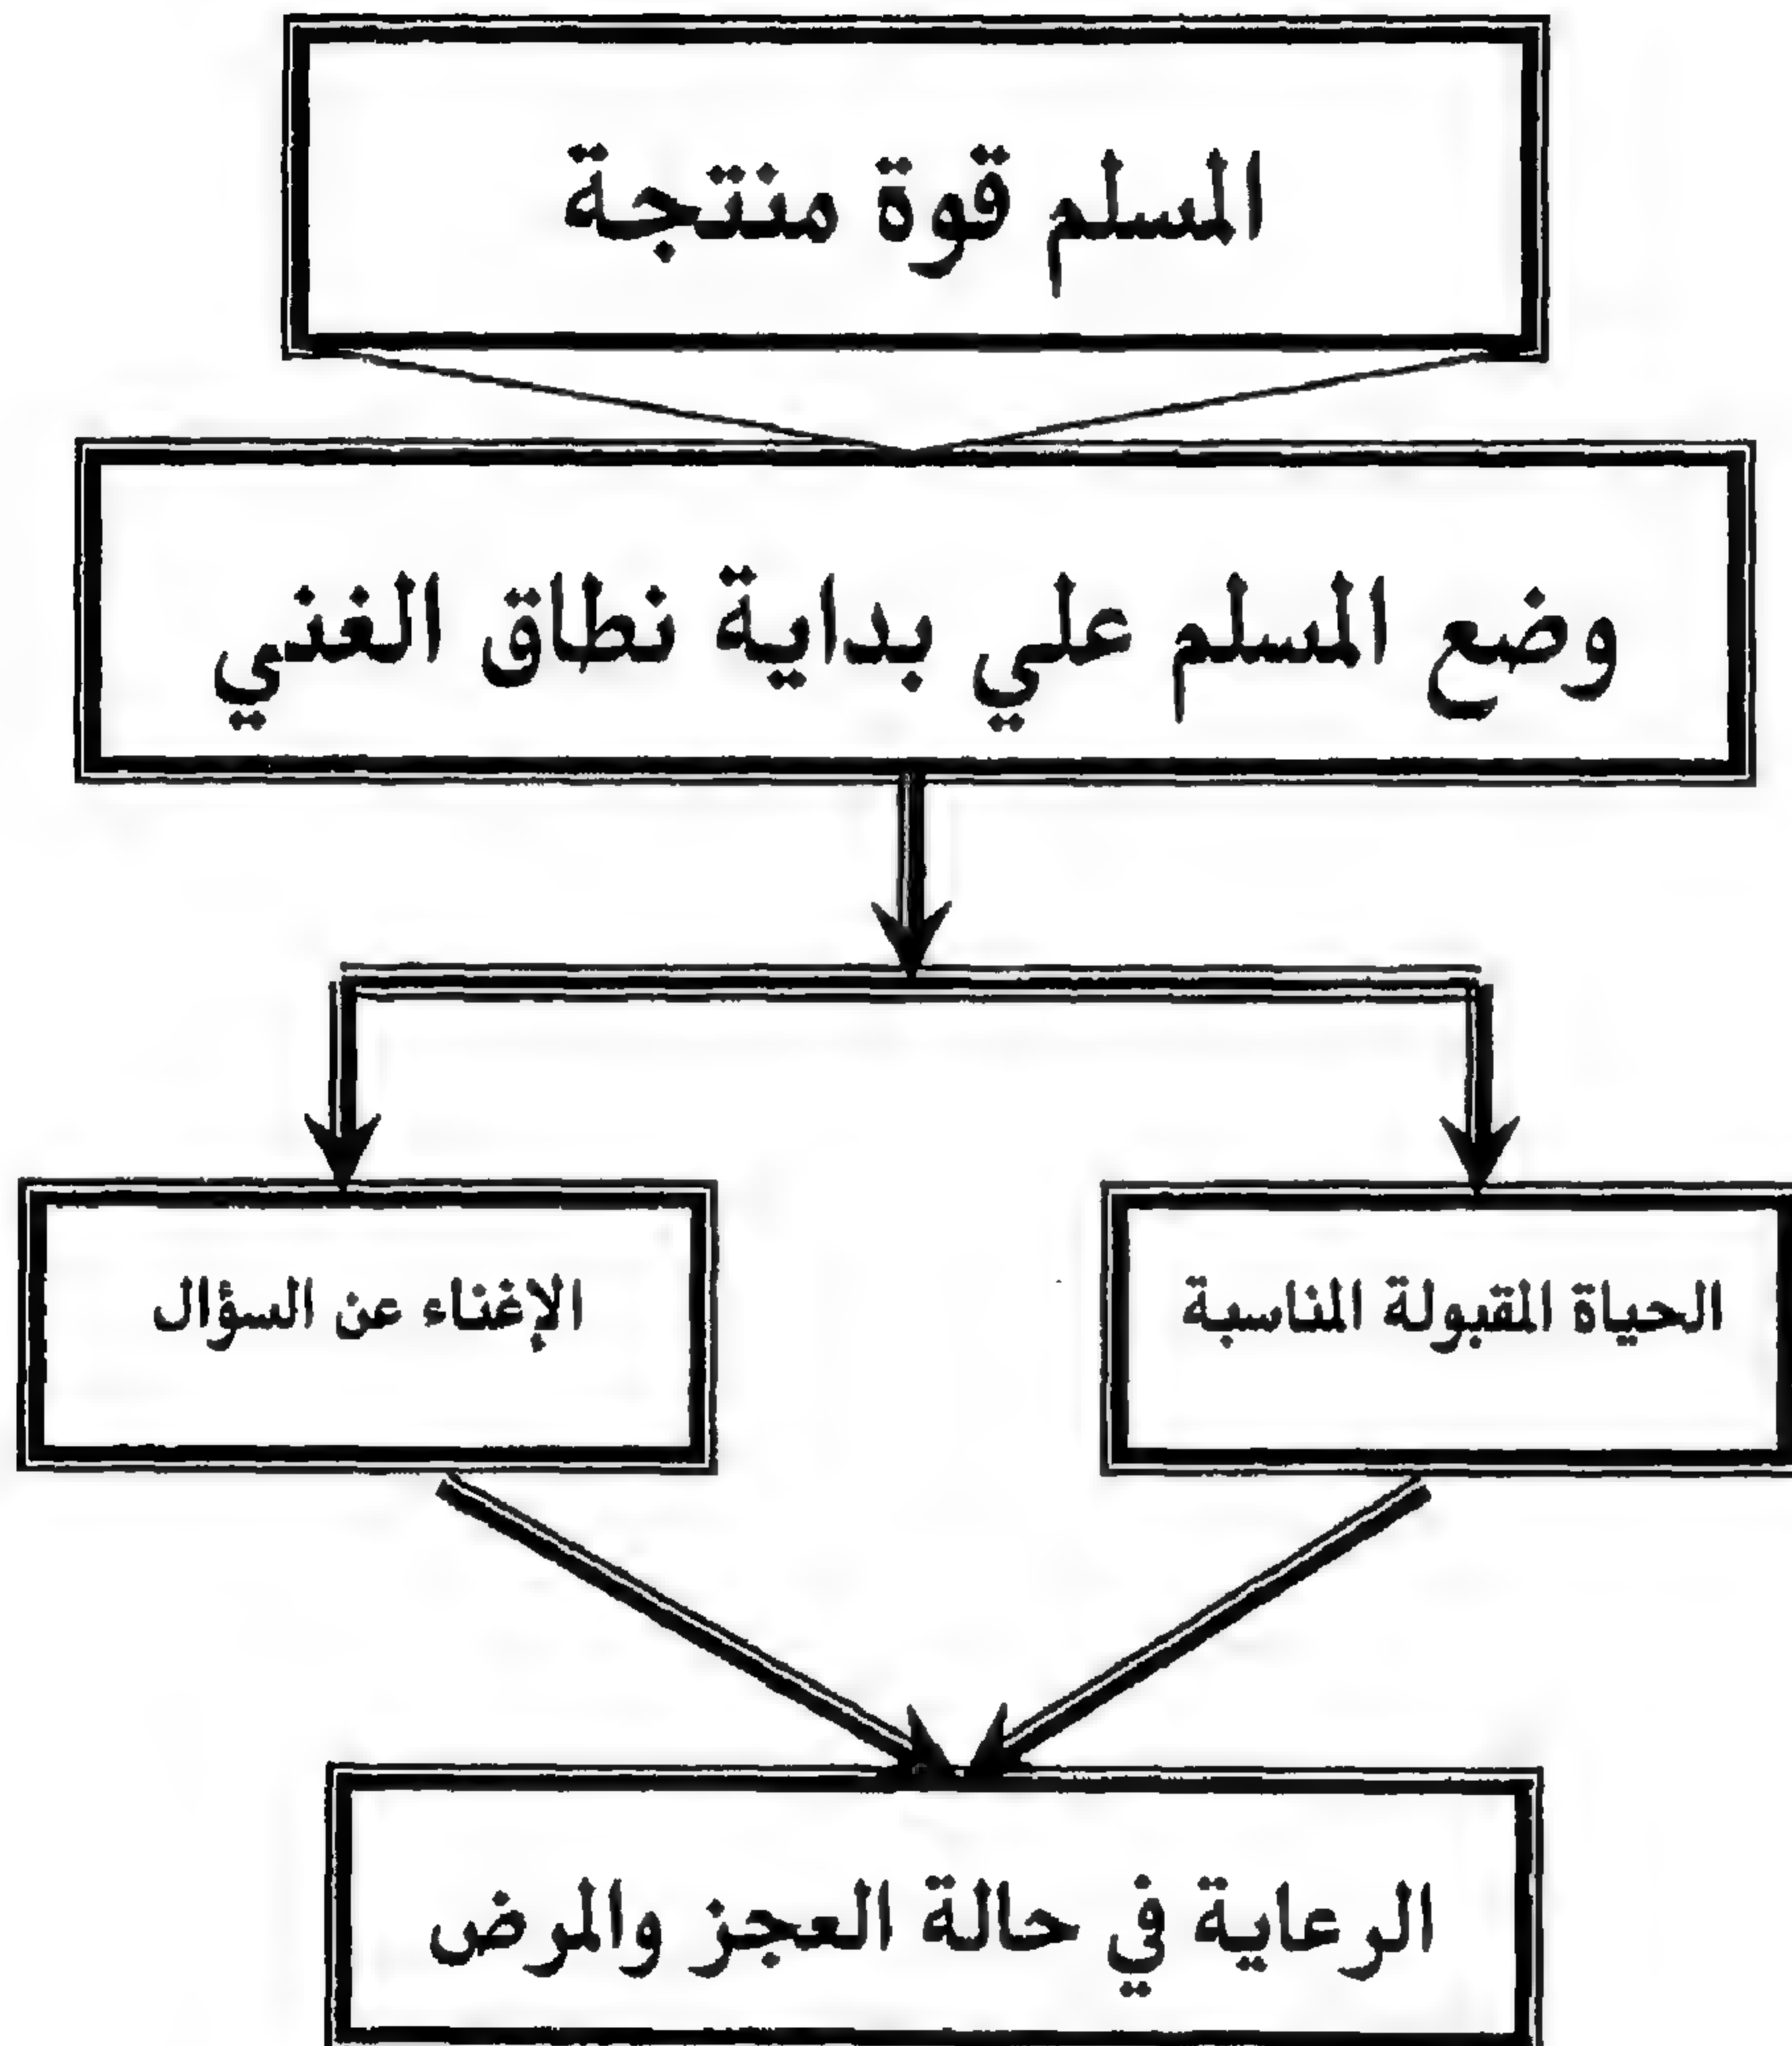 المسلم قوة منتجة
وضع المسلم علي بداية نطاق الغني
الحياة المقبولة المناسبة
الإغناء عن السؤال
الرعاية في حالة العجز والمرض